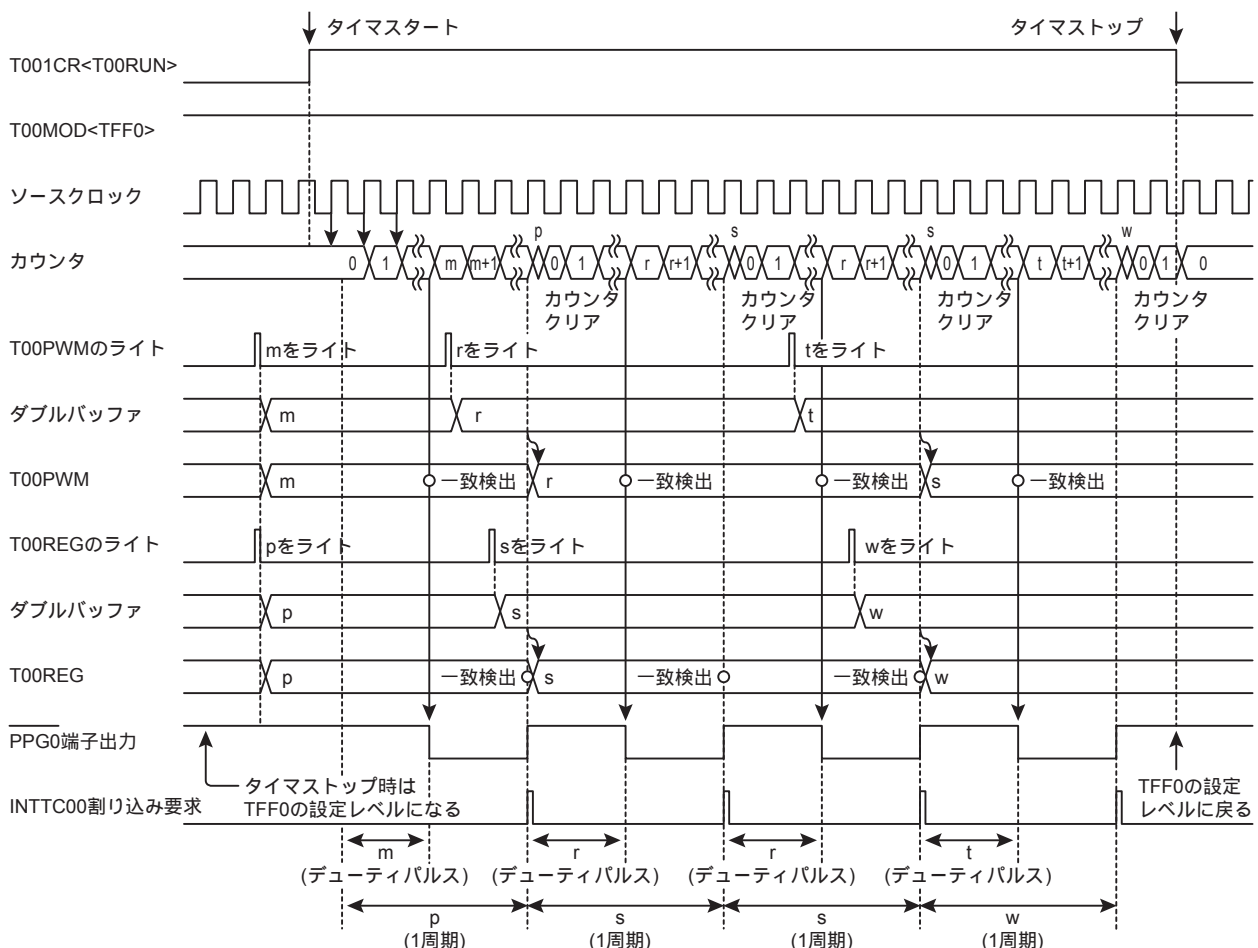 タイマスタート
タイマストップ
T001CR<T00RUN>
T00MOD<TFF0>
ソースクロック
p s s w
カウンタ 0 1 m m+1 0 1 r r+1 0 1 r r+1 0 1 t t+1 0 1 0
カウンタ カウンタ カウンタ カウンタ
クリア クリア クリア クリア
T00PWMのライト mをライト rをライト tをライト
ダブルバッファ m r t
T00PWM m 一致検出 r 一致検出 一致検出 s 一致検出
T00REGのライト pをライト sをライト wをライト
ダブルバッファ p s w
T00REG p 一致検出 s 一致検出 一致検出 w
PPG0端子出力
タイマストップ時は
TFF0の設定レベルになる
TFF0の設定
レベルに戻る
INTTC00割り込み要求
m r r t
(デューティパルス) (デューティパルス) (デューティパルス) (デューティパルス)
p s s w
(1周期) (1周期) (1周期) (1周期)